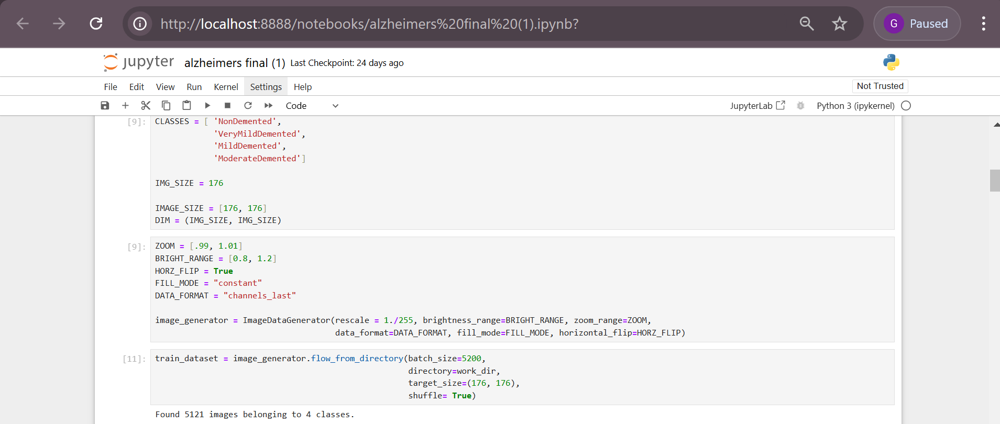 http://localhost:8888/notebooks/alzheimers%20final%20(1).ipynb?
G Paused
jupyter alzheimers final (1) Last Checkpoint: 24 days ago
File Edit View Run Kernel Settings Help
Not Trusted
Code
JupyterLab
Python 3 (ipykernel)
[9]: CLASSES = [ 'NonDemented',
'VeryMildDemented',
'MildDemented',
'ModerateDemented']
IMG_SIZE = 176
IMAGE_SIZE = [176, 176]
DIM = (IMG_SIZE, IMG_SIZE)
[9]: ZOOM = [.99, 1.01]
BRIGHT_RANGE = [0.8, 1.2]
HORZ_FLIP = True
FILL_MODE = "constant"
DATA_FORMAT = "channels_last"
image_generator = ImageDataGenerator(rescale = 1./255, brightness_range=BRIGHT_RANGE, zoom_range=ZOOM,
data_format=DATA_FORMAT, fill_mode=FILL_MODE, horizontal_flip=HORZ_FLIP)
[11]: train_dataset = image_generator.flow_from_directory(batch_size=5200,
directory=work_dir,
target_size=(176, 176),
shuffle= True)
Found 5121 images belonging to 4 classes.